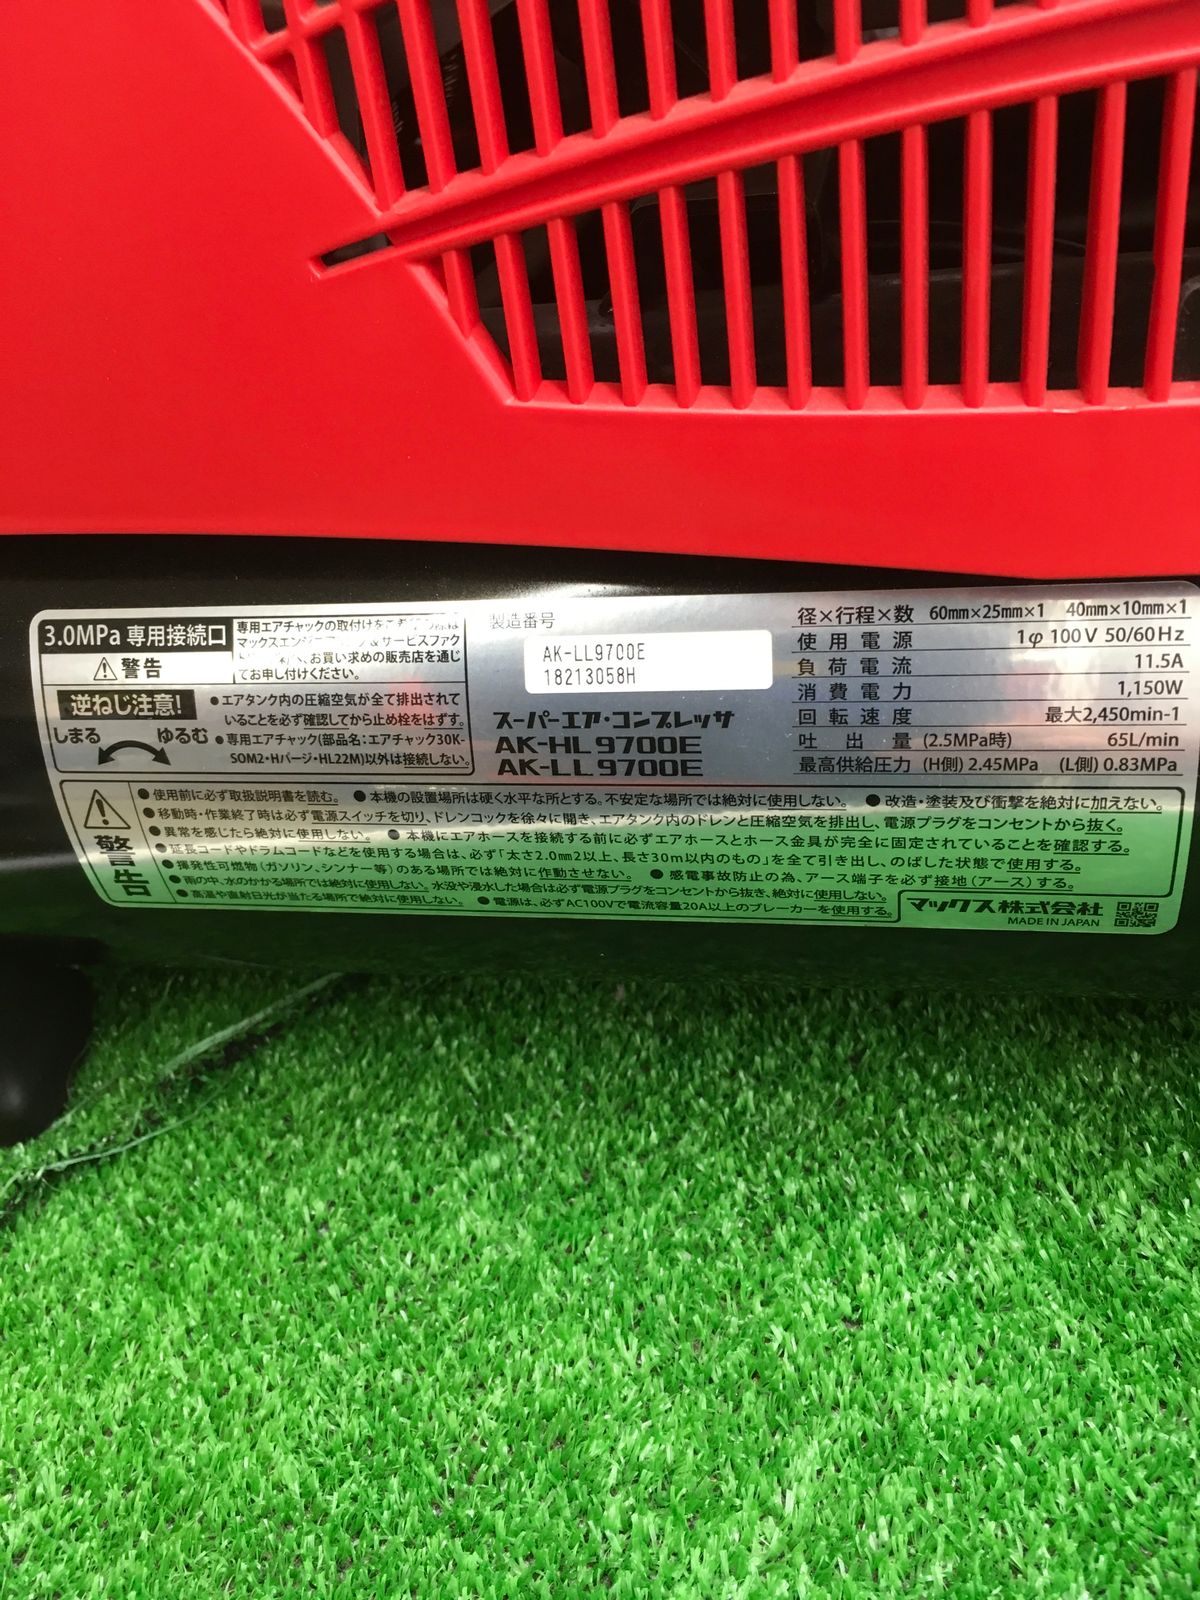 3.0MPa 専用接続口
警告
専用エアチャックの取付けを
マックスエンジ & サービスファク
、お買い求めの販売店を通じ
てお申し付けください。
逆ねじ注意!
しまる ゆるむ
●エアタンク内の圧縮空気が全て排出されて
いることを必ず確認してから止め栓をはずす。
●専用エアチャック(部品名:エアチャック30K-
SOM2・Hパージ・HL22M)以外は接続しない。
製造番号
AK-LL9700E
18213058H
スーパーエア・コンプレッサ
AK-HL9700E
AK-LL9700E
径×行程×数 60mm×25mm×1 40mm×10mm×1
使用電源 1φ 100V 50/60Hz
負荷電流 11.5A
消費電力 1,150W
回転速度 最大2,450min-1
吐出量 (2.5MPa時) 65L/min
最高供給圧力 (H側) 2.45MPa (L側) 0.83MPa
警告
●使用前に必ず取扱説明書を読む。 ●本機の設置場所は硬く水平な所とする。不安定な場所では絶対に使用しない。 ●改造・塗装及び衝撃を絶対に加えない。
●移動時・作業終了時は必ず電源スイッチを切り、ドレンコックを徐々に開き、エアタンク内のドレンと圧縮空気を排出し、電源プラグをコンセントから抜く。
●異常を感じたら絶対に使用しない。 ●本機にエアホースを接続する前に必ずエアホースとホース金具が完全に固定されていることを確認する。
●延長コードやドラムコードなどを使用する場合は、必ず「太さ2.0mm2以上、長さ30m以内のもの」を全て引き出し、のばした状態で使用する。
●揮発性可燃物(ガソリン、シンナー等)のある場所では絶対に作動させない。 ●感電事故防止の為、アース端子を必ず接地(アース)する。
●雨の中、水のかかる場所では絶対に使用しない。水没や浸水した場合は必ず電源プラグをコンセントから抜き、絶対に使用しない。
●高温や直射日光が当たる場所で絶対に使用しない。 ●電源は、必ずAC100Vで電流容量20A以上のブレーカーを使用する。
マックス株式会社
MADE IN JAPAN